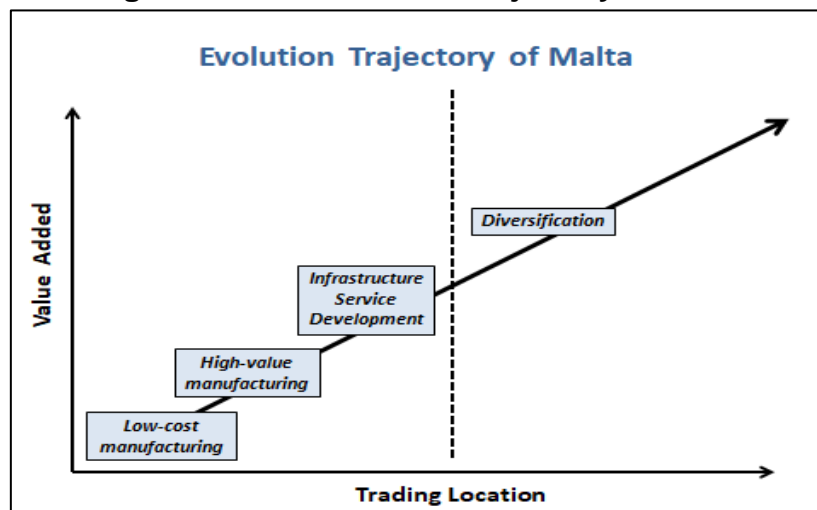 Evolution Trajectory of Malta
Value Added
Diversification
Infrastructure
Service
Development
High-value
manufacturing
Low-cost
manufacturing
Trading Location